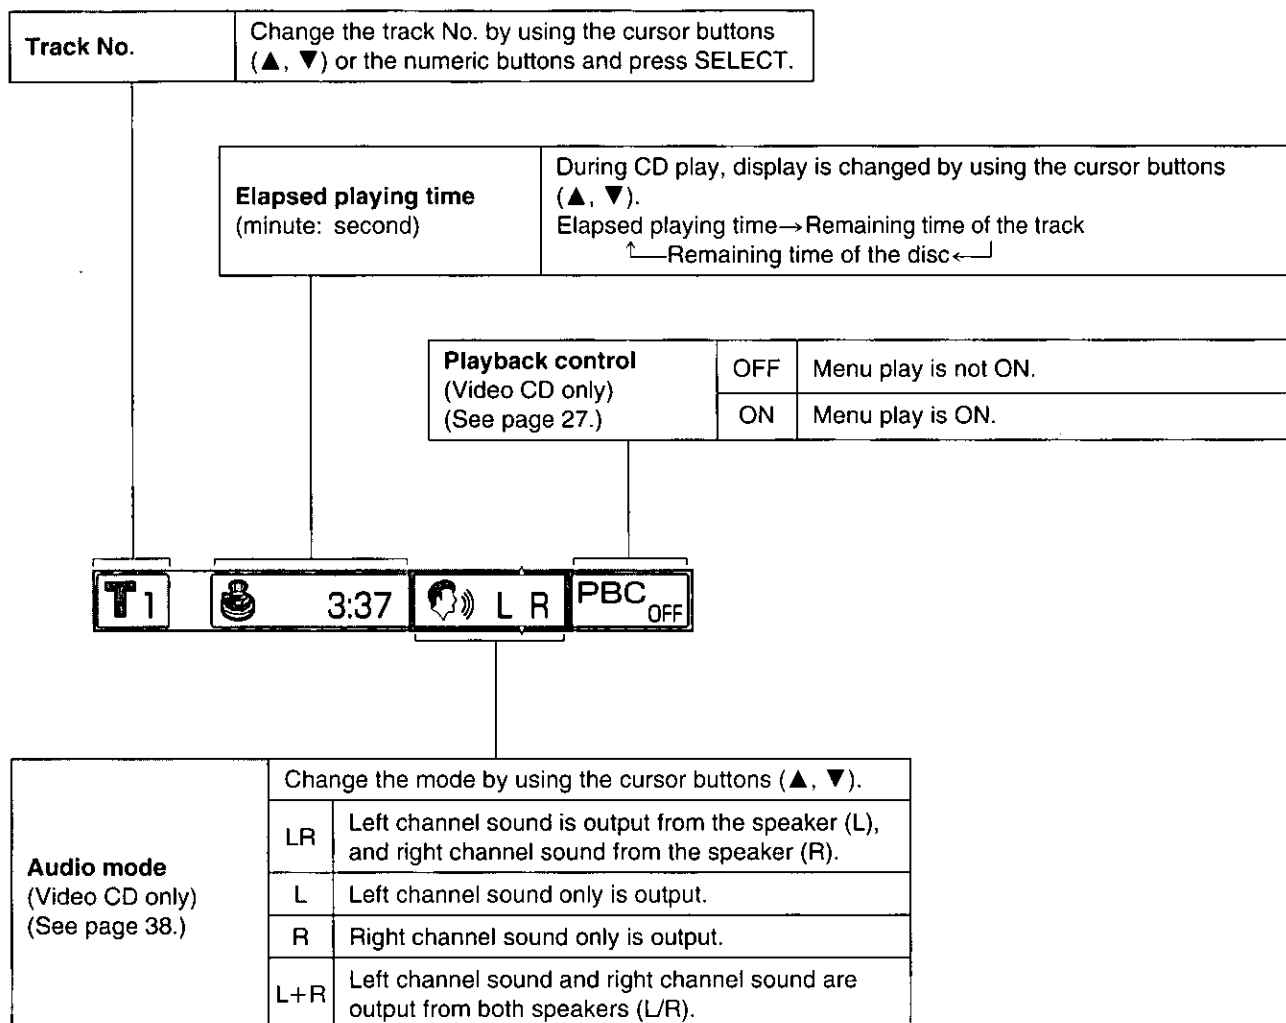 Track No.
Change the track No. by using the cursor buttons
(▲, ▼) or the numeric buttons and press SELECT.
Elapsed playing time
(minute: second)
During CD play, display is changed by using the cursor buttons
(▲, ▼).
Elapsed playing time→Remaining time of the track
Remaining time of the disc←
Playback control
(Video CD only)
(See page 27.)
OFF
Menu play is not ON.
ON
Menu play is ON.
T 1
3:37
L R
PBC OFF
Audio mode
(Video CD only)
(See page 38.)
Change the mode by using the cursor buttons (▲, ▼).
LR
Left channel sound is output from the speaker (L),
and right channel sound from the speaker (R).
L
Left channel sound only is output.
R
Right channel sound only is output.
L+R
Left channel sound and right channel sound are
output from both speakers (L/R).